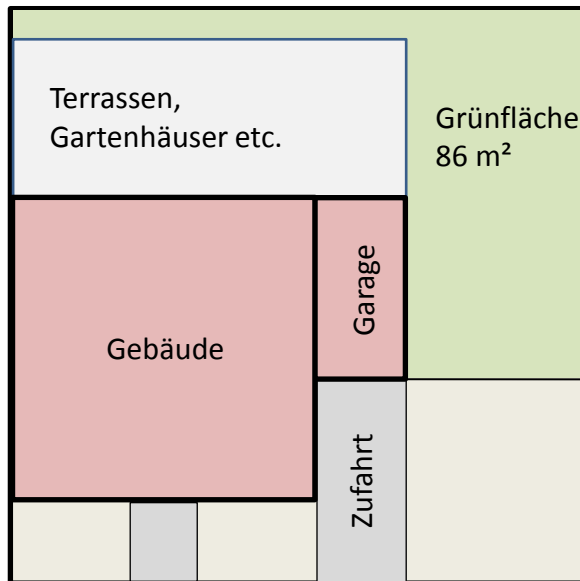 Terrassen,
Gartenhäuser etc.
Grünfläche
86 m²
Garage
Gebäude
Zufahrt